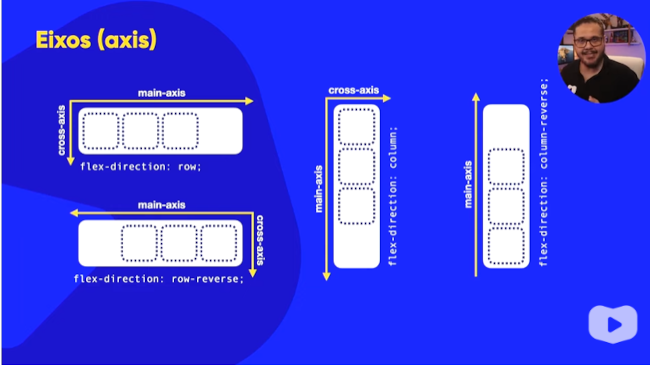 Eixos (axis)
main-axis
cross-axis
flex-direction: row;
main-axis
cross-axis
flex-direction: row-reverse;
cross-axis
main-axis
flex-direction: column;
main-axis
flex-direction: column-reverse;